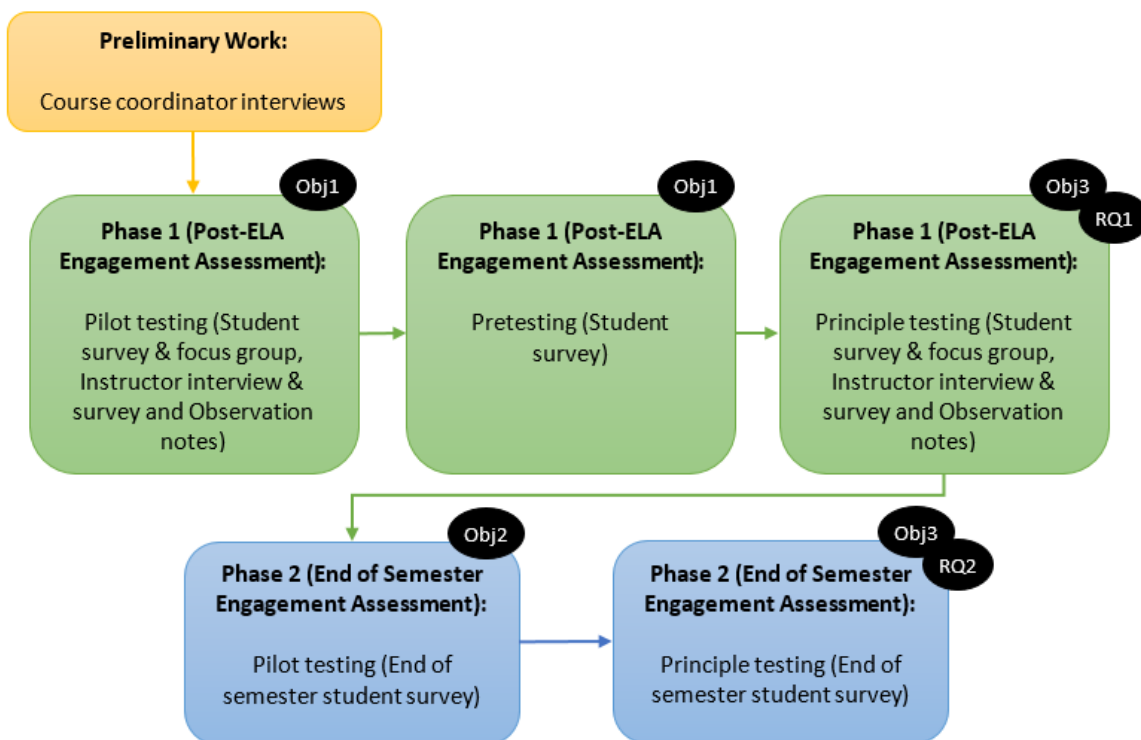 Preliminary Work:
Course coordinator interviews
Obj1
Phase 1 (Post-ELA
Engagement Assessment):
Pilot testing (Student
survey & focus group,
Instructor interview &
survey and Observation
notes)
Obj1
Phase 1 (Post-ELA
Engagement Assessment):
Pretesting (Student
survey)
Obj3
RQ1
Phase 1 (Post-ELA
Engagement Assessment):
Principle testing (Student
survey & focus group,
Instructor interview &
survey and Observation
notes)
Obj2
Phase 2 (End of Semester
Engagement Assessment):
Pilot testing (End of
semester student survey)
Obj3
RQ2
Phase 2 (End of Semester
Engagement Assessment):
Principle testing (End of
semester student survey)